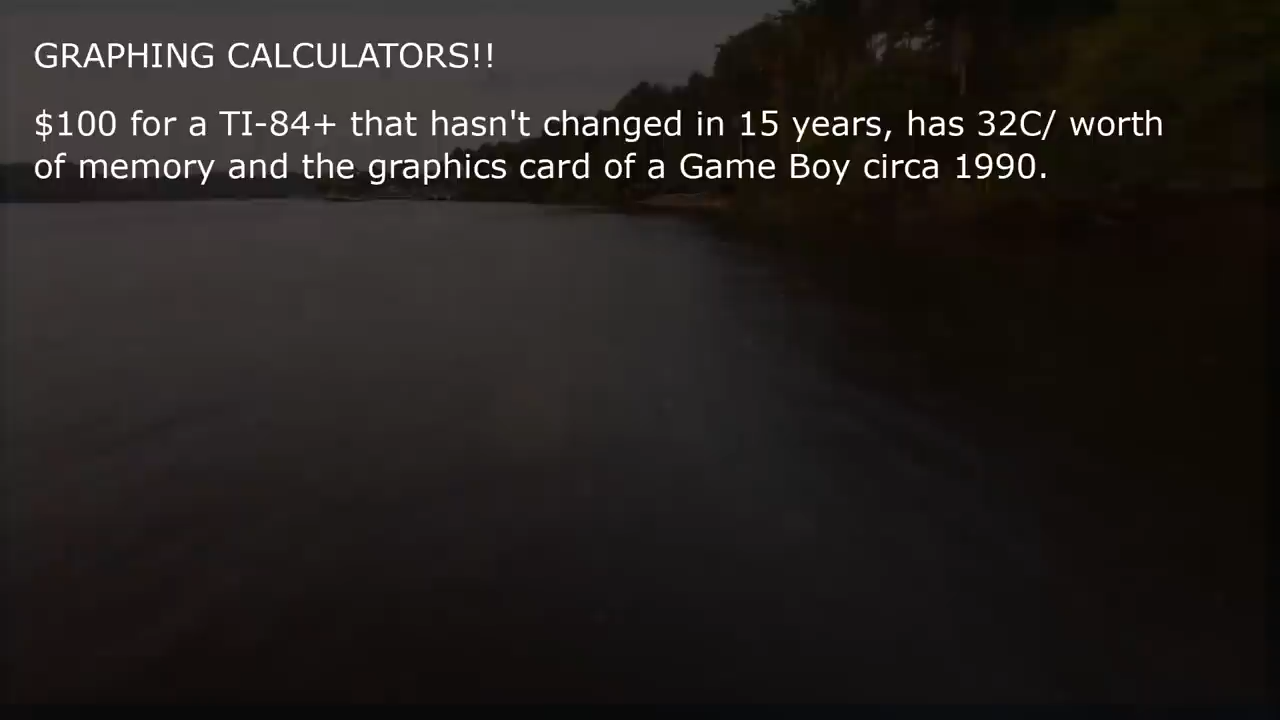 GRAPHING CALCULATORS!!
$100 for a TI-84+ that hasn't changed in 15 years, has 32C/ worth
of memory and the graphics card of a Game Boy circa 1990.